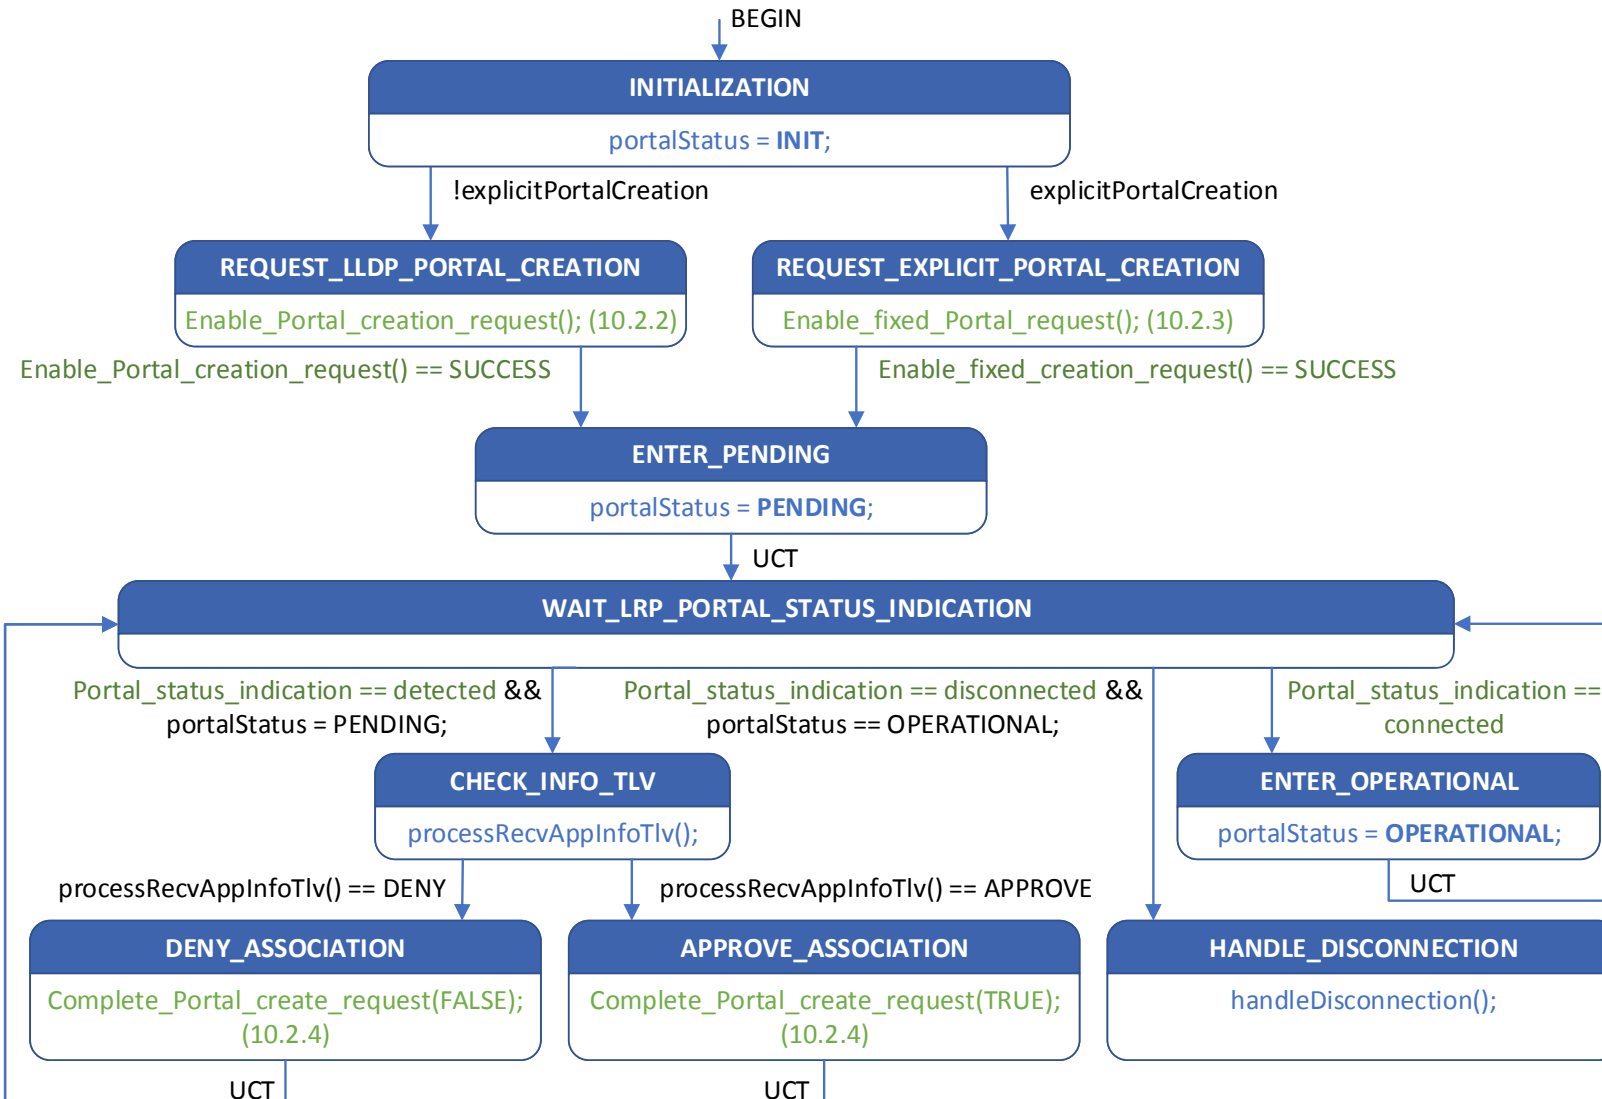 BEGIN
INITIALIZATION
portalStatus = INIT;
!explicitPortalCreation
explicitPortalCreation
REQUEST_LLDP_PORTAL_CREATION
REQUEST_EXPLICIT_PORTAL_CREATION
Enable_Portal_creation_request(); (10.2.2)
Enable_fixed_Portal_request(); (10.2.3)
Enable_Portal_creation_request() == SUCCESS
Enable_fixed_creation_request() == SUCCESS
ENTER_PENDING
portalStatus = PENDING;
UCT
WAIT_LRP_PORTAL_STATUS_INDICATION
Portal_status_indication == detected &&
portalStatus = PENDING;
Portal_status_indication == disconnected &&
portalStatus == OPERATIONAL;
Portal_status_indication ==
connected
CHECK_INFO_TLV
processRecvAppInfoTlv();
ENTER_OPERATIONAL
portalStatus = OPERATIONAL;
processRecvAppInfoTlv() == DENY
processRecvAppInfoTlv() == APPROVE
UCT
DENY_ASSOCIATION
Complete_Portal_create_request(FALSE);
(10.2.4)
APPROVE_ASSOCIATION
Complete_Portal_create_request(TRUE);
(10.2.4)
HANDLE_DISCONNECTION
handleDisconnection();
UCT
UCT